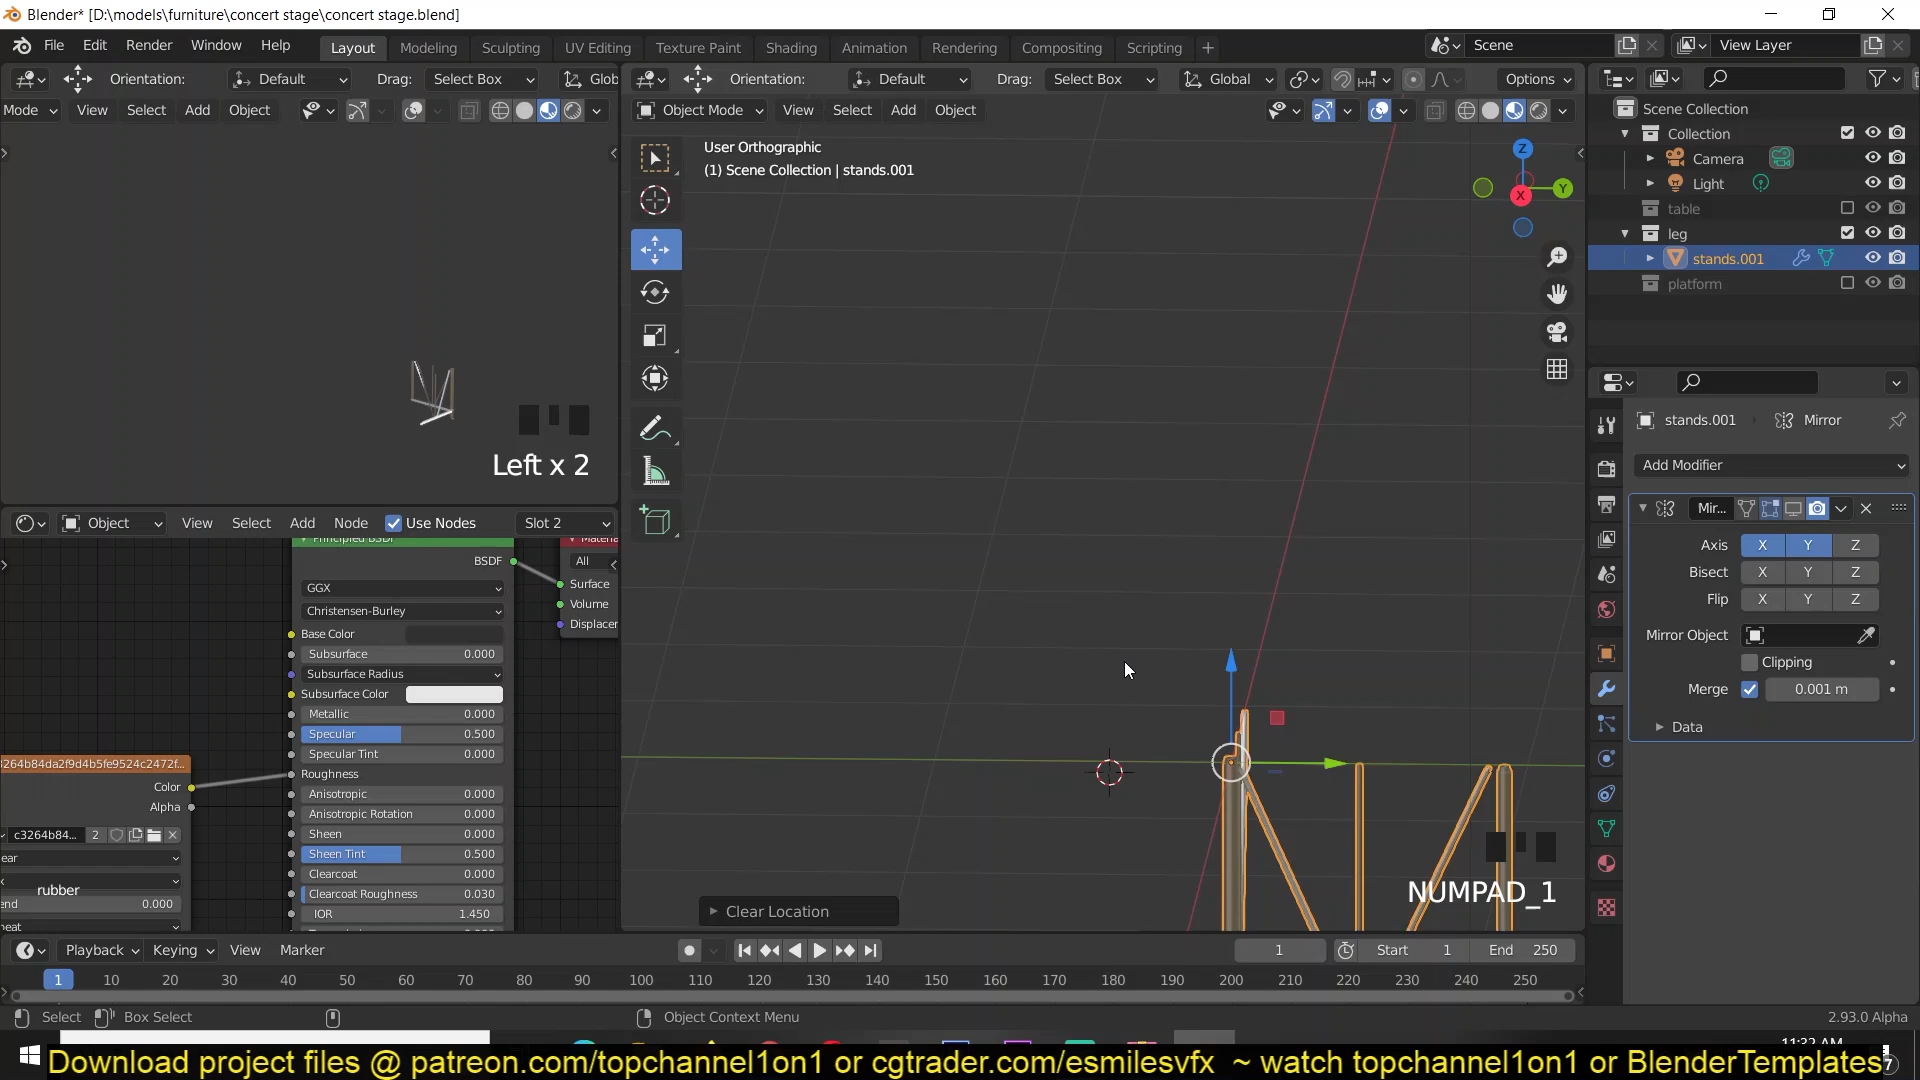 Blender* [D:\models\furniture\concert stage\concert stage.blend]
File Edit Render Window Help Layout Modeling Sculpting UV Editing Texture Paint Shading Animation Rendering Compositing Scripting + Scene View Layer
Orientation: Default Drag: Select Box Glob
Orientation: Default Drag: Select Box Global Options
Mode View Select Add Object
Object Mode View Select Add Object
User Orthographic
(1) Scene Collection | stands.001
Z
Y
X
Left x 2
Object View Select Add Node Use Nodes Slot 2
BSDF
GGX
Christensen-Burley
Base Color
Subsurface 0.000
Subsurface Radius
Subsurface Color
Metallic 0.000
Specular 0.500
Specular Tint 0.000
Roughness
Anisotropic 0.000
Anisotropic Rotation 0.000
Sheen 0.000
Sheen Tint 0.500
Clearcoat 0.000
Clearcoat Roughness 0.030
IOR 1.450
All
Surface
Volume
Displacer
3264b84da2f9d4b5fe9524c2472f...
Color
Alpha
c3264b84... 2
ear
rubber
end 0.000
peat
Clear Location
NUMPAD_1
Scene Collection
Collection
Camera
Light
table
leg
stands.001
platform
stands.001 Mirror
Add Modifier
Mir...
Axis X Y Z
Bisect X Y Z
Flip X Y Z
Mirror Object
Clipping
Merge 0.001 m
Data
Playback Keying View Marker 1 Start 1 End 250
1 10 20 30 40 50 60 70 80 90 100 110 120 130 140 150 160 170 180 190 200 210 220 230 240 250
Select Box Select Object Context Menu 2.93.0 Alpha
11:32 AM
Download project files @ patreon.com/topchannel1on1 or cgtrader.com/esmilesvfx ~ watch topchannel1on1 or BlenderTemplates